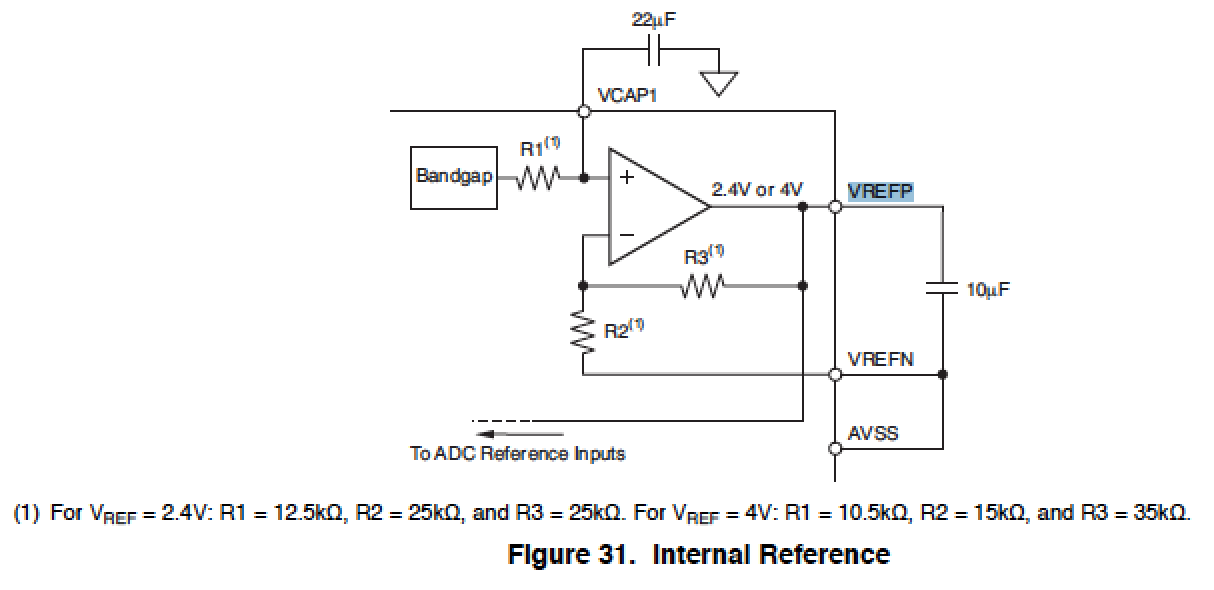 22μF
VCAP1
R1(1)
Bandgap
+
2.4V or 4V
VREFP
−
R3(1)
10μF
R2(1)
VREFN
AVSS
To ADC Reference Inputs
(1) For VREF = 2.4V: R1 = 12.5kΩ, R2 = 25kΩ, and R3 = 25kΩ. For VREF = 4V: R1 = 10.5kΩ, R2 = 15kΩ, and R3 = 35kΩ.
Figure 31. Internal Reference